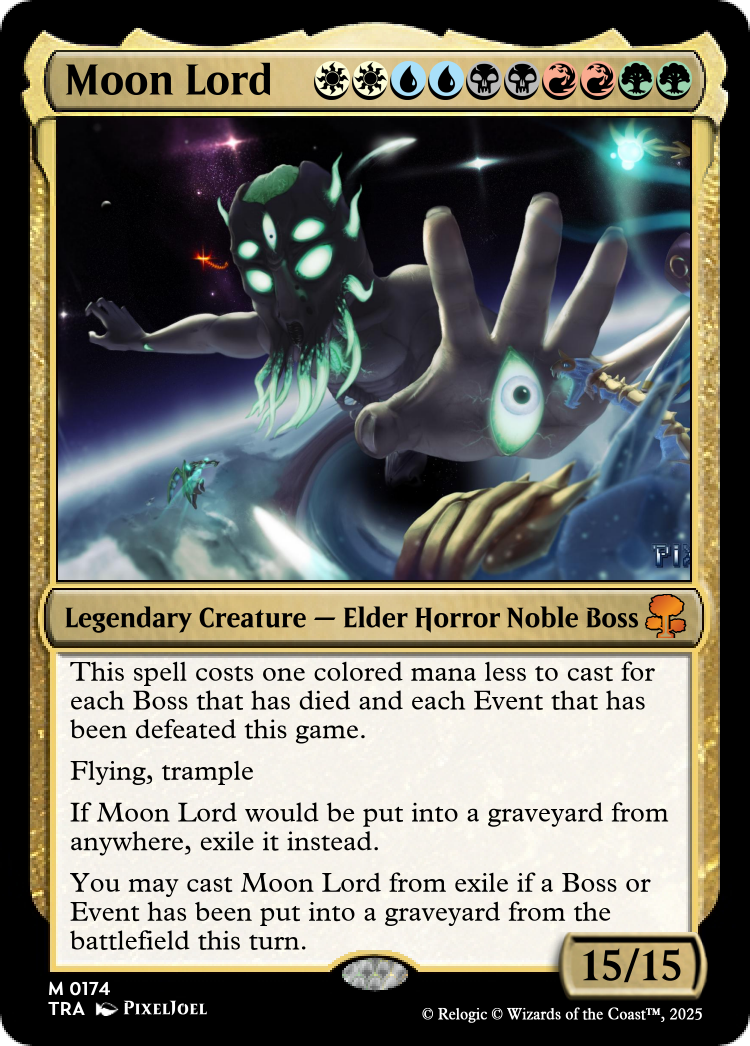 Moon Lord
Pi
Legendary Creature — Elder Horror Noble Boss
This spell costs one colored mana less to cast for
each Boss that has died and each Event that has
been defeated this game.
Flying, trample
If Moon Lord would be put into a graveyard from
anywhere, exile it instead.
You may cast Moon Lord from exile if a Boss or
Event has been put into a graveyard from the
battlefield this turn.
15/15
M 0174
TRA PixelJoel
© Relogic © Wizards of the Coast™, 2025